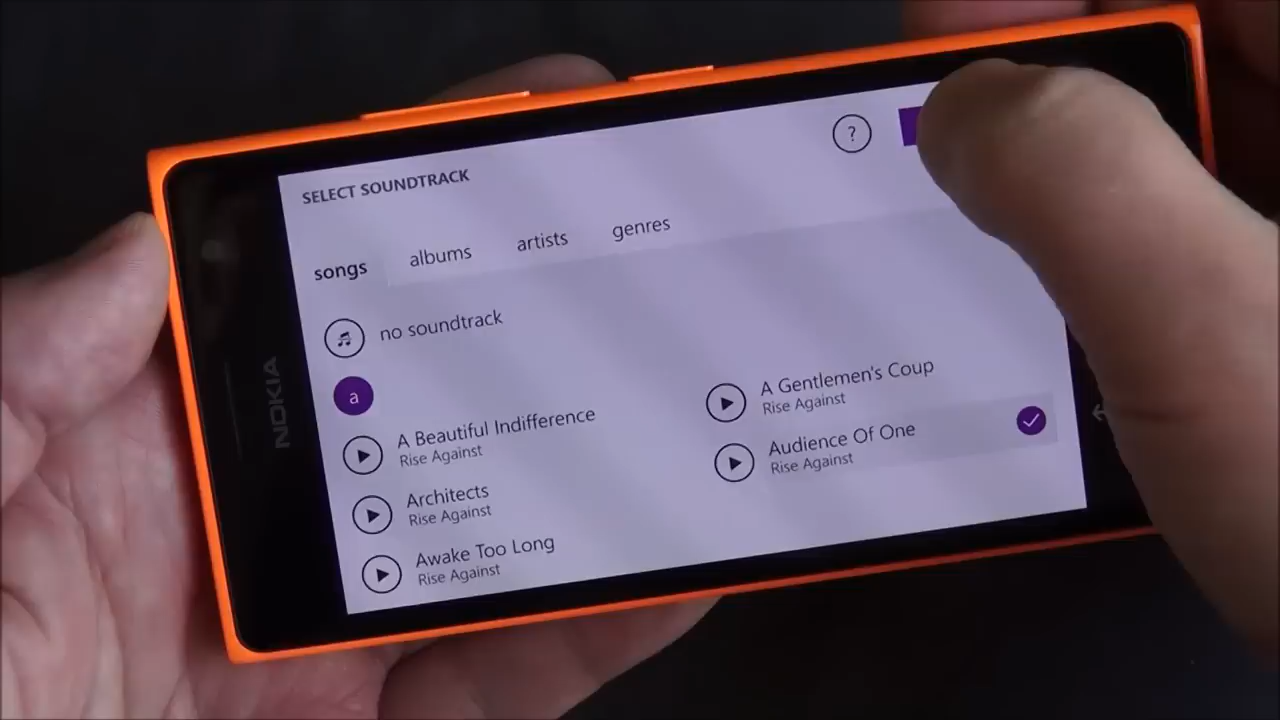 NOKIA
SELECT SOUNDTRACK
?
songs albums artists genres
no soundtrack
a
A Beautiful Indifference
Rise Against
Architects
Rise Against
Awake Too Long
Rise Against
A Gentlemen's Coup
Rise Against
Audience Of One
Rise Against